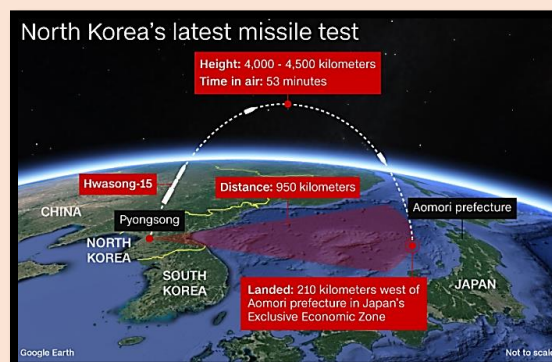 North Korea's latest missile test
Height: 4,000 - 4,500 kilometers
Time in air: 53 minutes
Hwasong-15
Distance: 950 kilometers
CHINA
Pyongsong
Aomori prefecture
NORTH
KOREA
SOUTH
KOREA
Landed: 210 kilometers west of
Aomori prefecture in Japan's
Exclusive Economic Zone
JAPAN
Google Earth
Not to scale